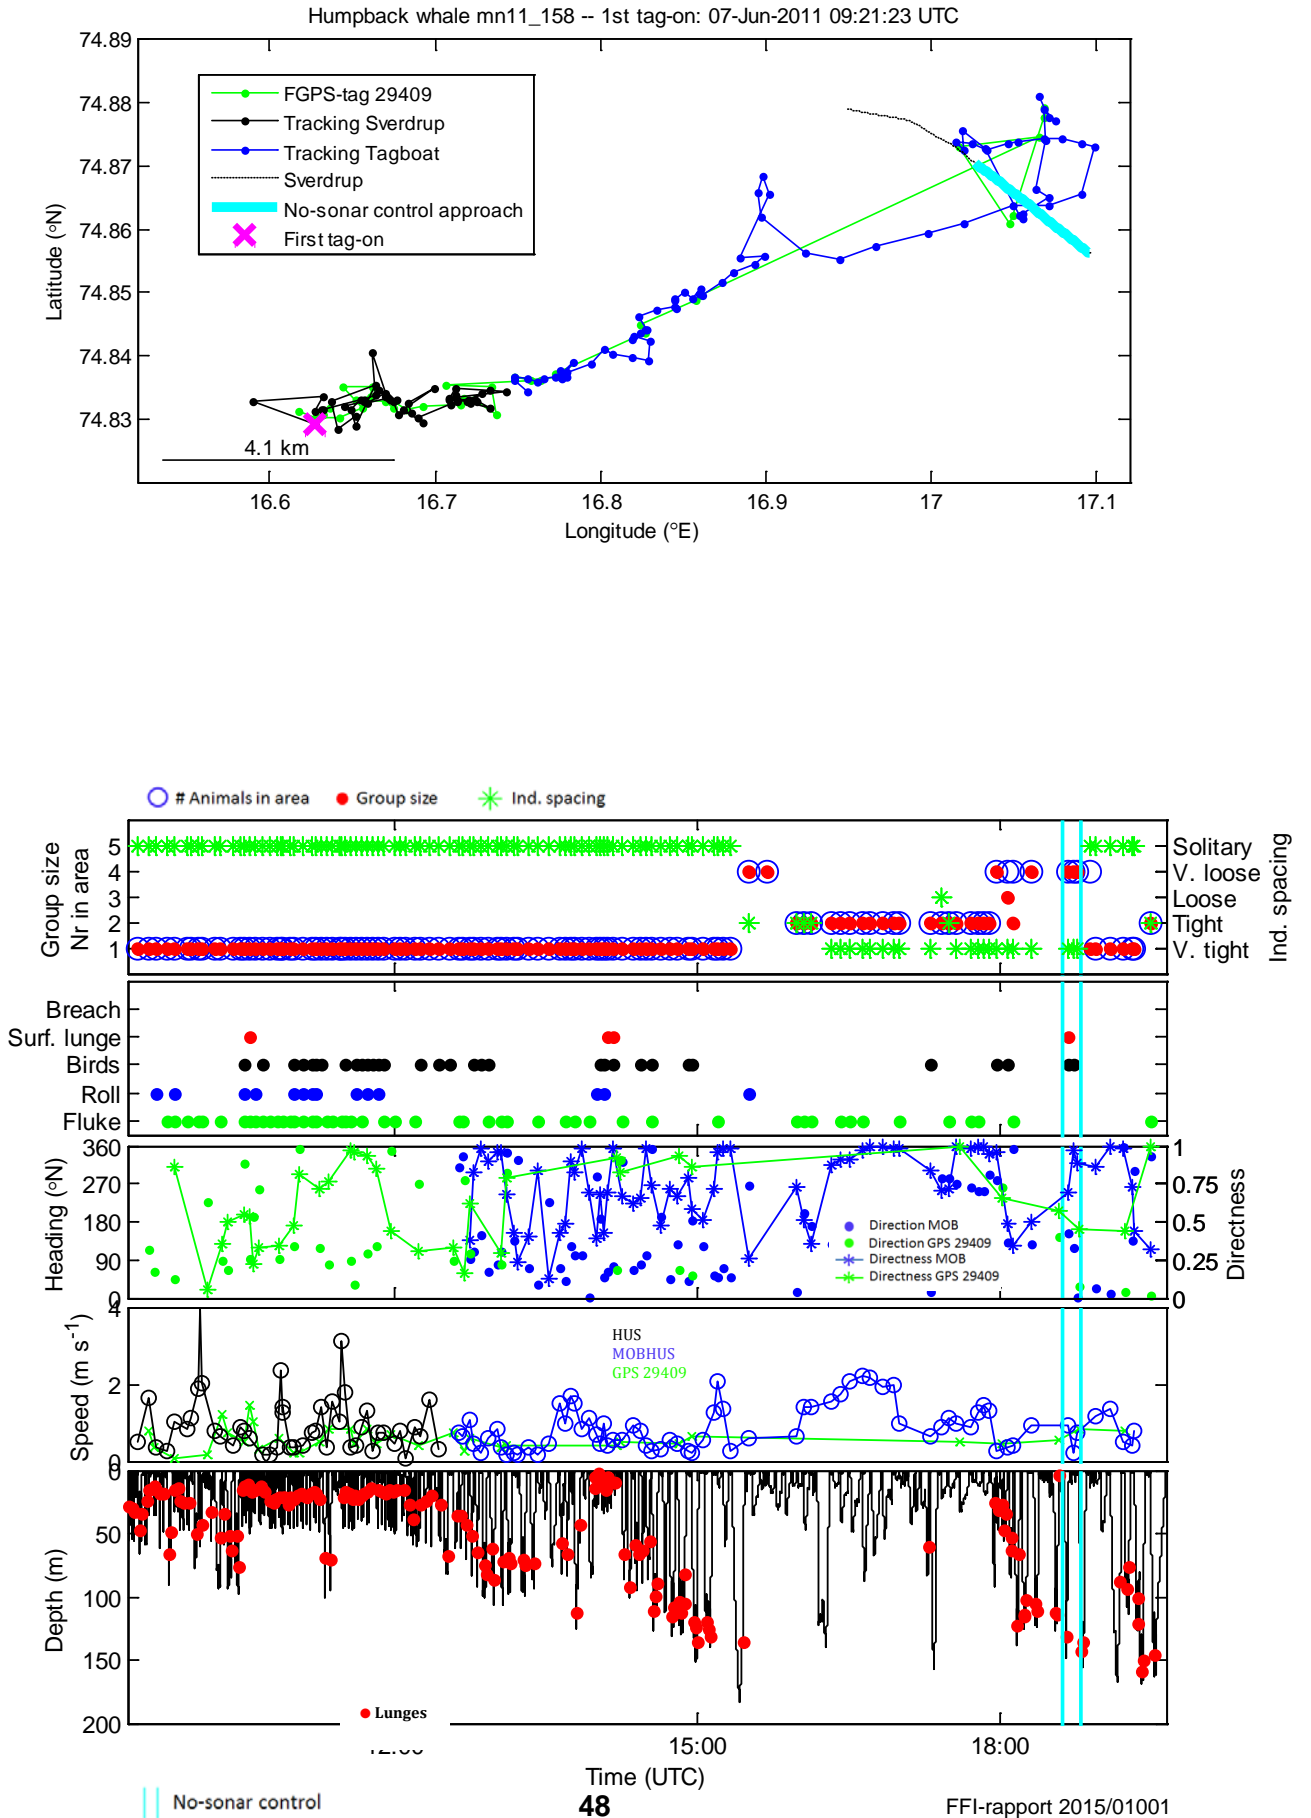 Humpback whale mn11_158 -- 1st tag-on: 07-Jun-2011 09:21:23 UTC
74.89
74.88
74.87
74.86
74.85
74.84
74.83
Latitude (oN)
FGPS-tag 29409
Tracking Sverdrup
Tracking Tagboat
Sverdrup
No-sonar control approach
First tag-on
4.1 km
16.6 16.7 16.8 16.9 17 17.1
Longitude (°E)
# Animals in area Group size Ind. spacing
Group size
Nr in area
5
4
3
2
1
Solitary
V. loose
Loose
Tight
V. tight
Ind. spacing
Breach
Surf. lunge
Birds
Roll
Fluke
Heading (oN)
360
270
180
90
0
Direction MOB
Direction GPS 29409
Directness MOB
Directness GPS 29409
1
0.75
0.5
0.25
0
Directness
Speed (m s-1)
4
2
0
HUS
MOBHUS
GPS 29409
Depth (m)
0
50
100
150
200
Lunges
12:00 15:00 18:00
Time (UTC)
No-sonar control
48
FFI-rapport 2015/01001